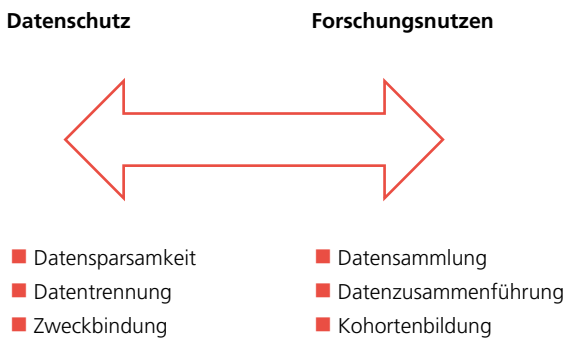 Datenschutz
Forschungsnutzen
Datensparsamkeit
Datentrennung
Zweckbindung
Datensammlung
Datenzusammenführung
Kohortenbildung